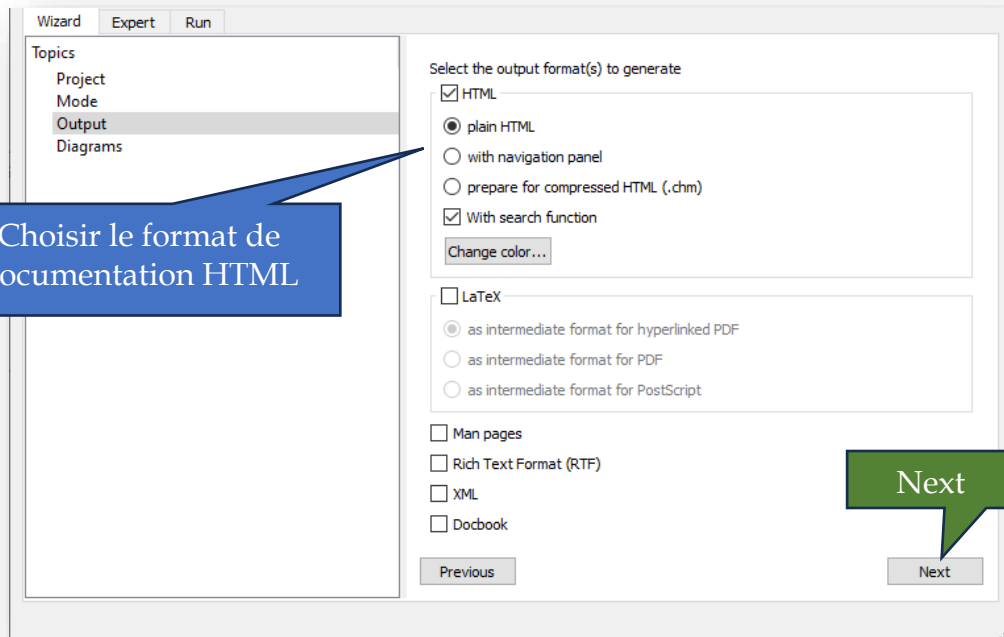 Wizard Expert Run
Topics
Project
Mode
Output
Diagrams
Select the output format(s) to generate
HTML
plain HTML
with navigation panel
prepare for compressed HTML (.chm)
With search function
Change color...
Choisir le format de
ocumentation HTML
LaTeX
as intermediate format for hyperlinked PDF
as intermediate format for PDF
as intermediate format for PostScript
Man pages
Rich Text Format (RTF)
XML
Docbook
Next
Previous Next